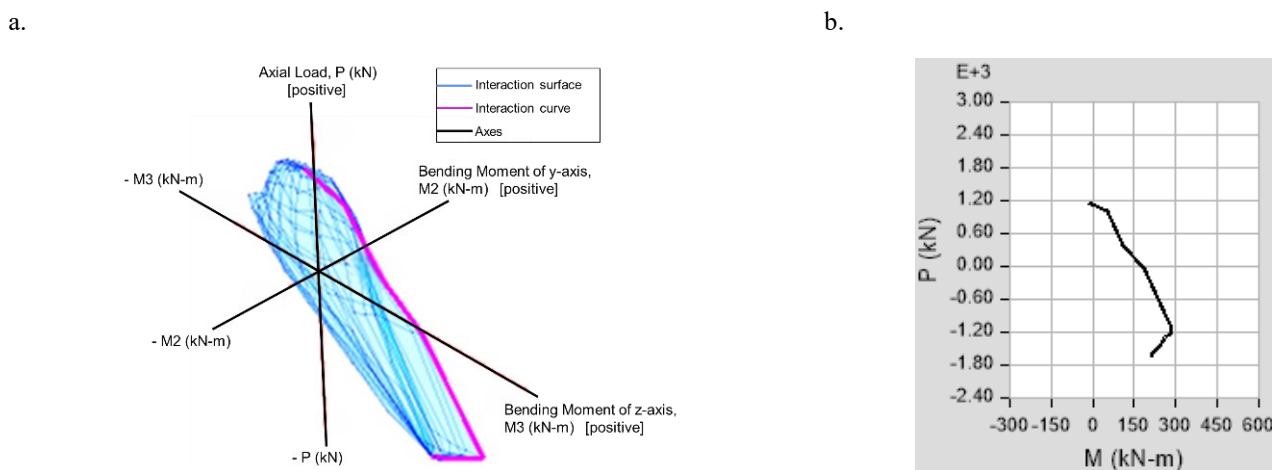 a.
b.
Axial Load, P (kN)
[positive]
Interaction surface
Interaction curve
Axes
- M3 (kN-m)
Bending Moment of y-axis,
M2 (kN-m) [positive]
- M2 (kN-m)
Bending Moment of z-axis,
M3 (kN-m) [positive]
- P (kN)
E+3
3.00
2.40
1.80
1.20
0.60
0.00
-0.60
-1.20
-1.80
-2.40
P (kN)
-300 -150 0 150 300 450 600
M (kN-m)